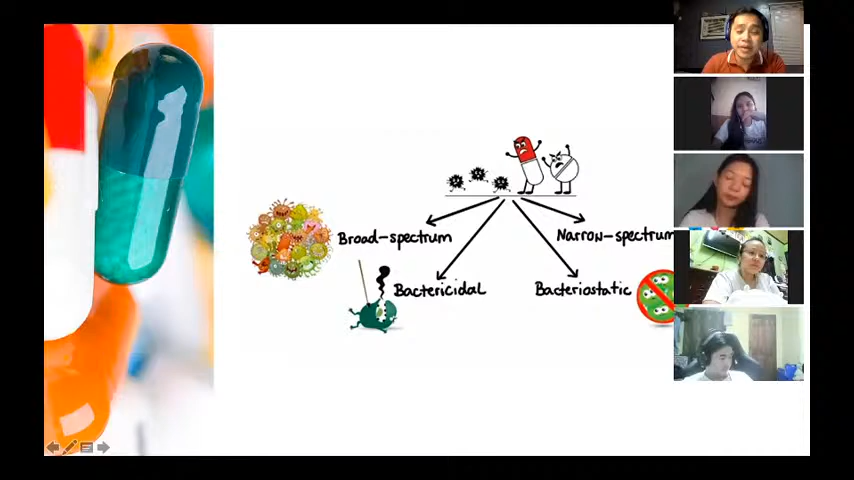 Broad-spectrum
Narrow-spectrum
Bactericidal
Bacteriostatic